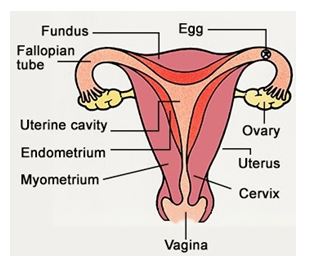 Fundus
Egg
Fallopian
tube
Uterine cavity
Ovary
Endometrium
Uterus
Myometrium
Cervix
Vagina